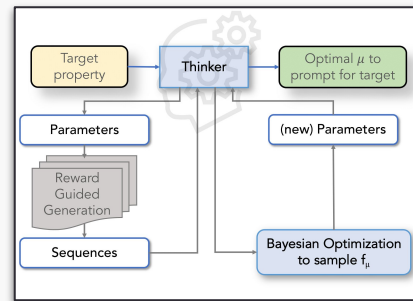 Target
property
Thinker
Optimal μ to
prompt for target
Parameters
(new) Parameters
Reward
Guided
Generation
Sequences
Bayesian Optimization
to sample fμ